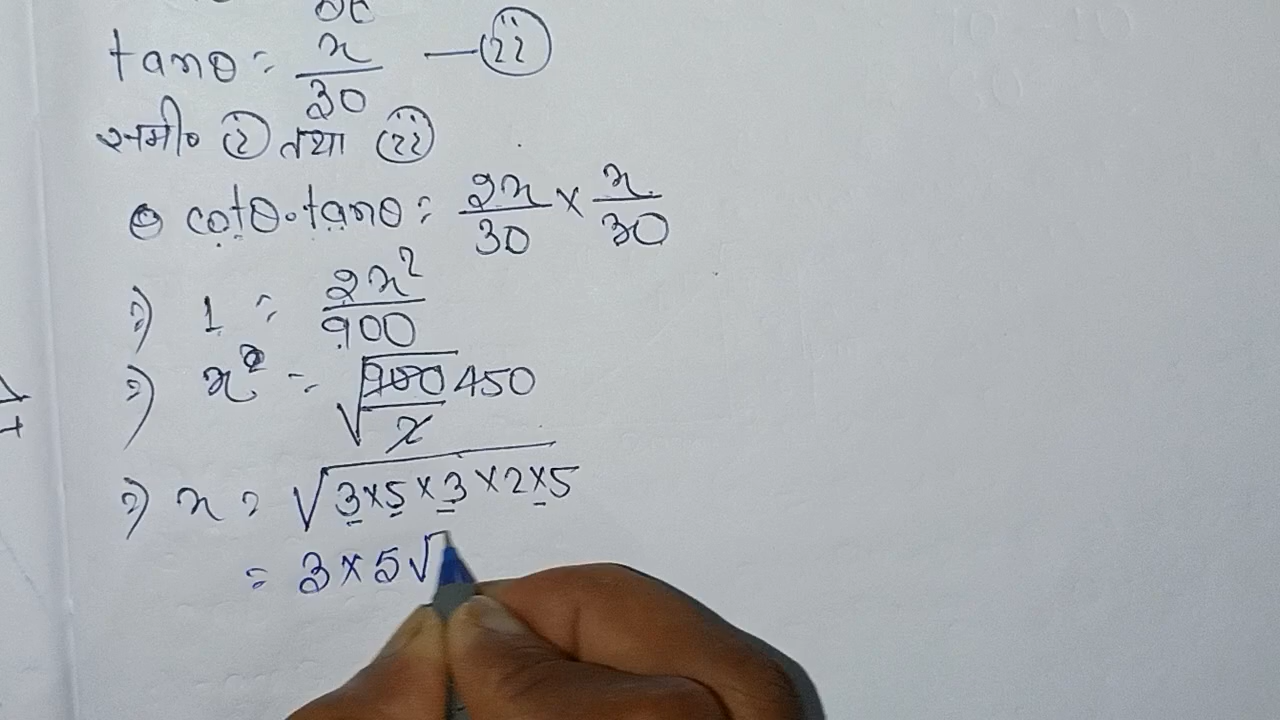 tanθ = x/30 —(ii)
समी० (i) तथा (ii)
cotθ.tanθ = 2x/30 × x/30
⇒ 1 = 2x²/900
⇒ x² = √900/2 450
⇒ x = √3×5×3×2×5
= 3×5√